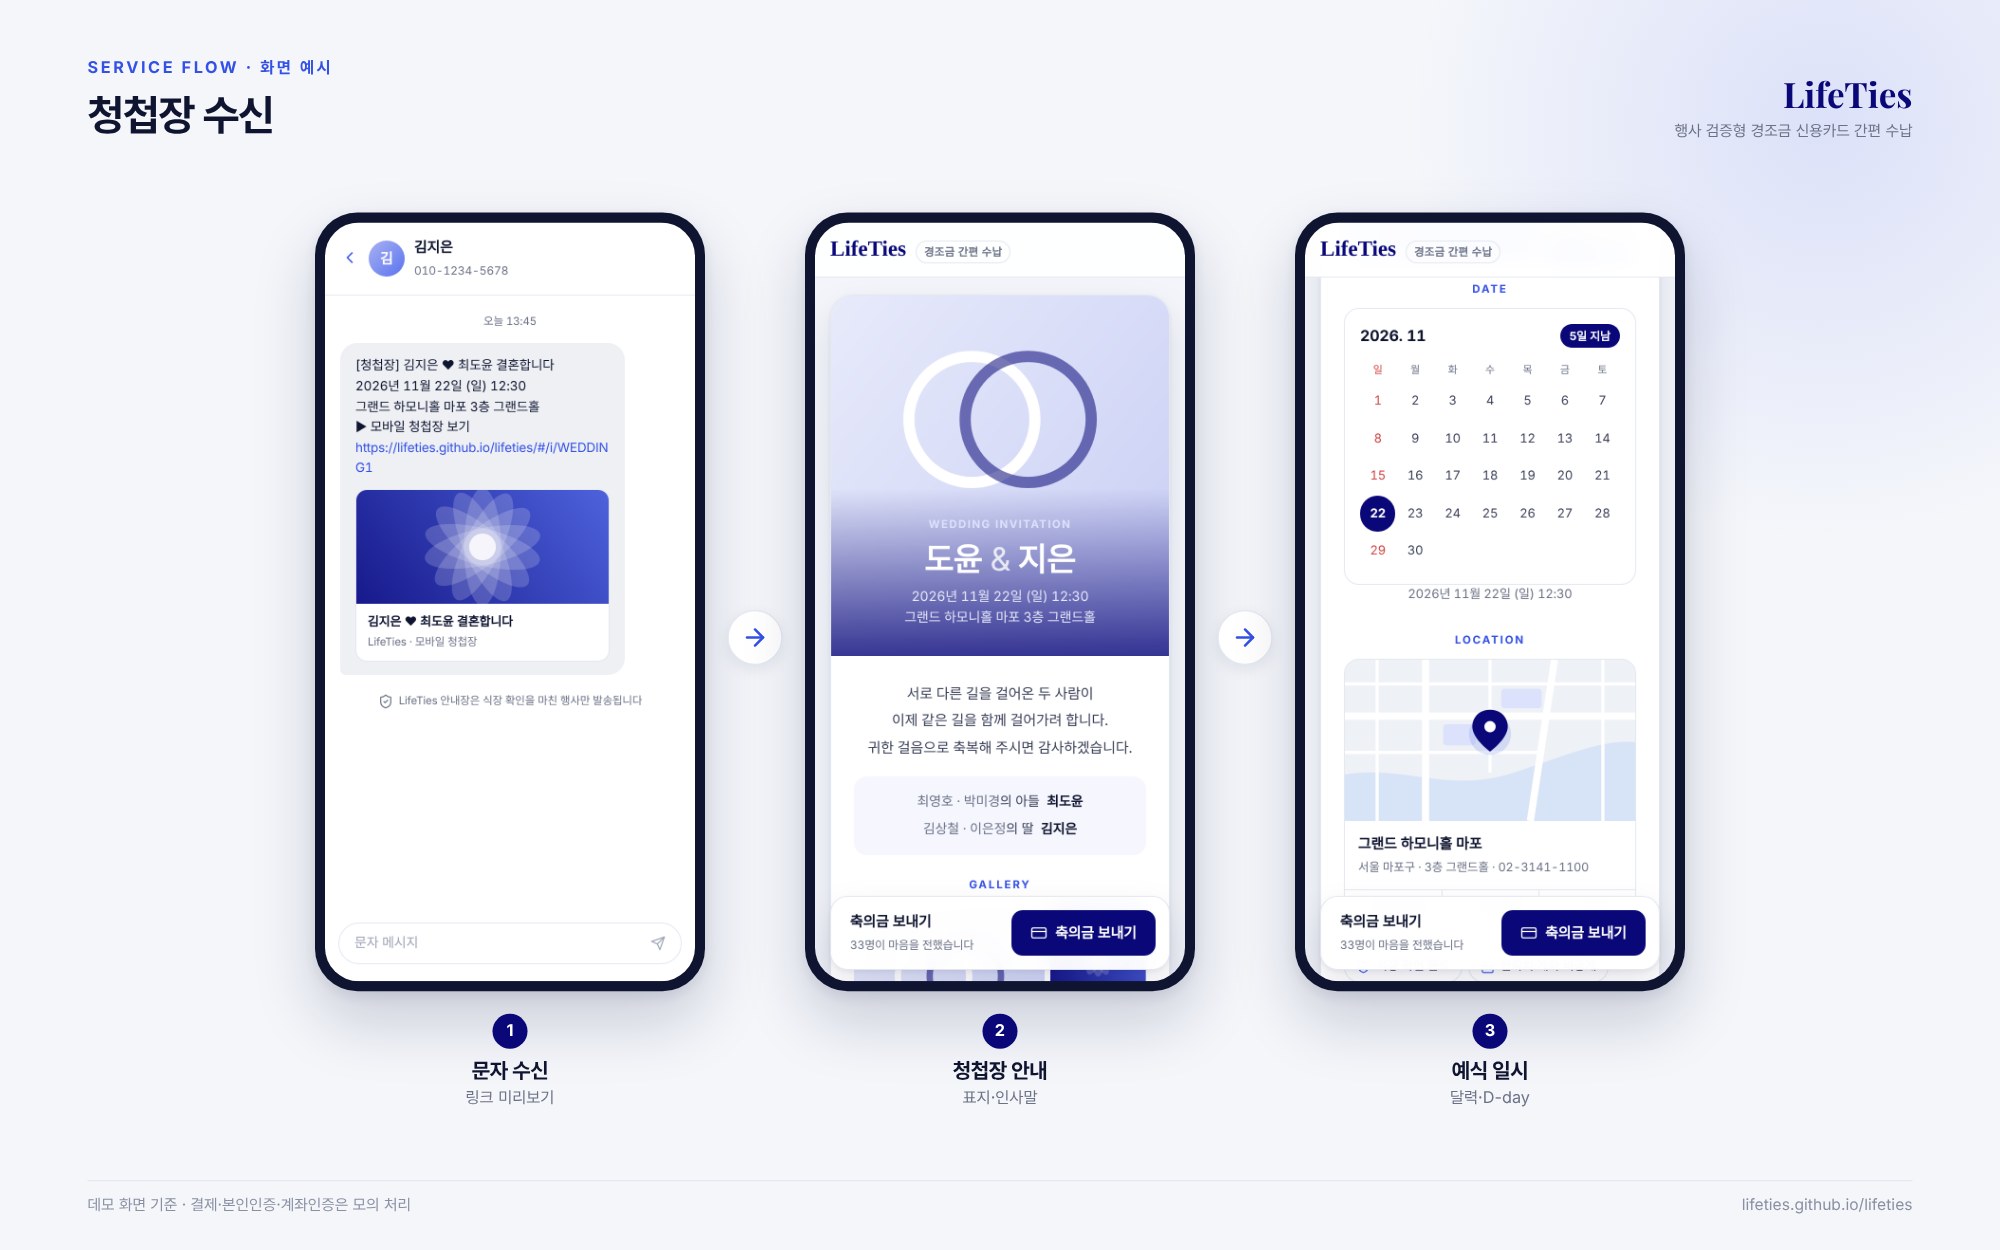 SERVICE FLOW · 화면 예시
청첩장 수신
LifeTies
행사 검증형 경조금 신용카드 간편 수납
김
김지은
010-1234-5678
오늘 13:45
[청첩장] 김지은 ♥ 최도윤 결혼합니다
2026년 11월 22일 (일) 12:30
그랜드 하모니홀 마포 3층 그랜드홀
▶ 모바일 청첩장 보기
https://lifeties.github.io/lifeties/#/i/WEDDIN
G1
김지은 ♥ 최도윤 결혼합니다
LifeTies · 모바일 청첩장
LifeTies 안내장은 식장 확인을 마친 행사만 발송됩니다
문자 메시지
1
문자 수신
링크 미리보기
LifeTies 경조금 간편 수납
WEDDING INVITATION
도윤 & 지은
2026년 11월 22일 (일) 12:30
그랜드 하모니홀 마포 3층 그랜드홀
서로 다른 길을 걸어온 두 사람이
이제 같은 길을 함께 걸어가려 합니다.
귀한 걸음으로 축복해 주시면 감사하겠습니다.
최영호 · 박미경의 아들 최도윤
김상철 · 이은정의 딸 김지은
GALLERY
축의금 보내기
33명이 마음을 전했습니다
축의금 보내기
2
청첩장 안내
표지·인사말
LifeTies 경조금 간편 수납
DATE
2026. 11 5일 지남
일 월 화 수 목 금 토
1 2 3 4 5 6 7
8 9 10 11 12 13 14
15 16 17 18 19 20 21
22 23 24 25 26 27 28
29 30
2026년 11월 22일 (일) 12:30
LOCATION
그랜드 하모니홀 마포
서울 마포구 · 3층 그랜드홀 · 02-3141-1100
축의금 보내기
33명이 마음을 전했습니다
축의금 보내기
3
예식 일시
달력·D-day
데모 화면 기준 · 결제·본인인증·계좌인증은 모의 처리
lifeties.github.io/lifeties